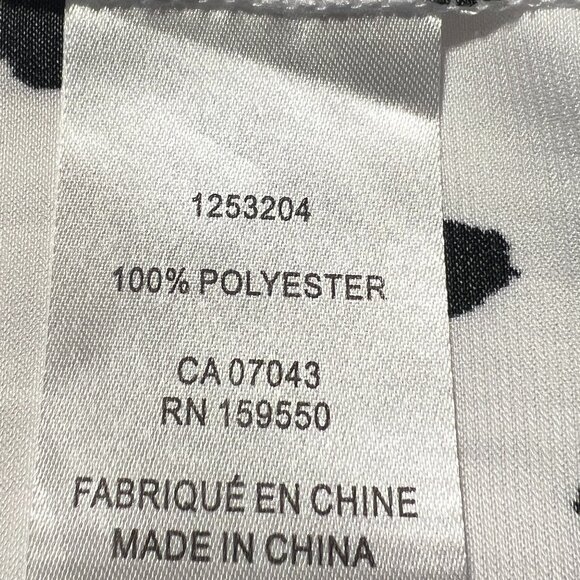 1253204
100% POLYESTER
CA 07043
RN 159550
FABRIQUÉ EN CHINE
MADE IN CHINA